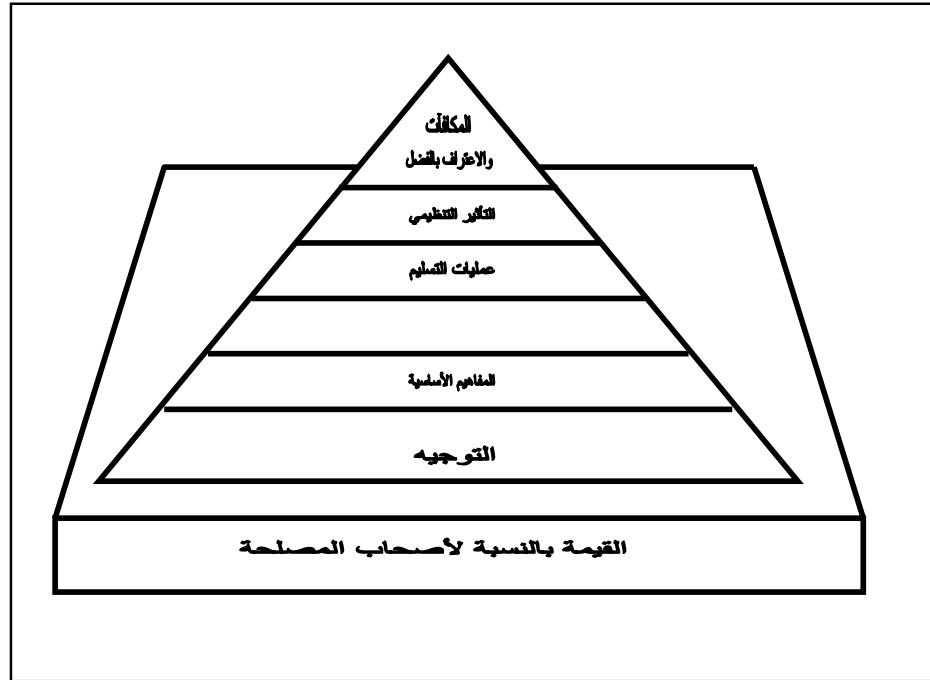 المكافآت
والاعتراف بالفضل
التأثير التنظيمي
عمليات التسليم
المفاهيم الأساسية
التوجيه
القيمة بالنسبة لأصحاب المصلحة